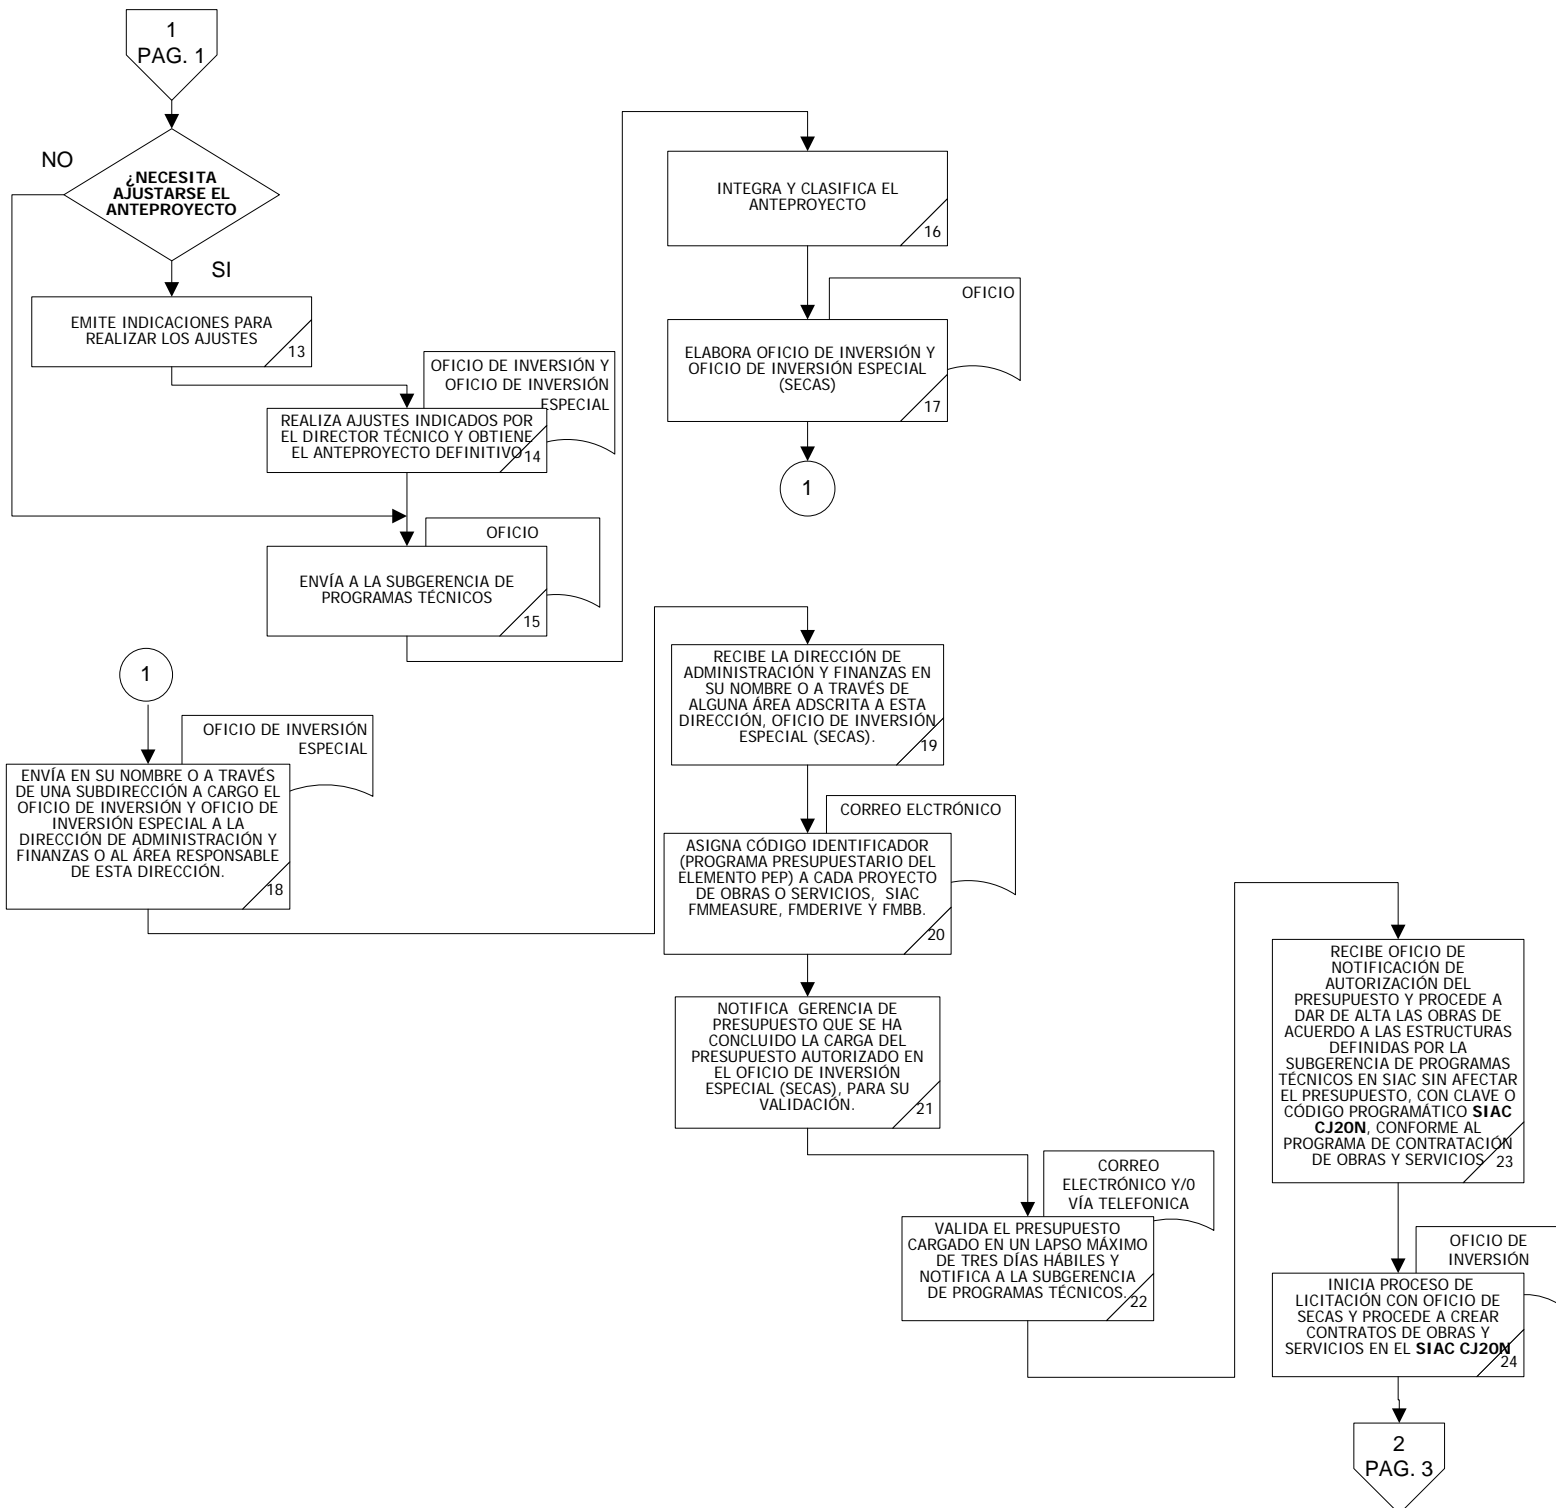 1
PAG. 1
NO
¿NECESITA
AJUSTARSE EL
ANTEPROYECTO
SI
EMITE INDICACIONES PARA
REALIZAR LOS AJUSTES
13
OFICIO DE INVERSIÓN Y
OFICIO DE INVERSIÓN
ESPECIAL
REALIZA AJUSTES INDICADOS POR
EL DIRECTOR TÉCNICO Y OBTIENE
EL ANTEPROYECTO DEFINITIVO
14
OFICIO
ENVÍA A LA SUBGERENCIA DE
PROGRAMAS TÉCNICOS
15
INTEGRA Y CLASIFICA EL
ANTEPROYECTO
16
OFICIO
ELABORA OFICIO DE INVERSIÓN Y
OFICIO DE INVERSIÓN ESPECIAL
(SECAS)
17
1
1
OFICIO DE INVERSIÓN
ESPECIAL
ENVÍA EN SU NOMBRE O A TRAVÉS
DE UNA SUBDIRECCIÓN A CARGO EL
OFICIO DE INVERSIÓN Y OFICIO DE
INVERSIÓN ESPECIAL A LA
DIRECCIÓN DE ADMINISTRACIÓN Y
FINANZAS O AL ÁREA RESPONSABLE
DE ESTA DIRECCIÓN.
18
RECIBE LA DIRECCIÓN DE
ADMINISTRACIÓN Y FINANZAS EN
SU NOMBRE O A TRAVÉS DE
ALGUNA ÁREA ADSCRITA A ESTA
DIRECCIÓN, OFICIO DE INVERSIÓN
ESPECIAL (SECAS).
19
CORREO ELCTRÓNICO
ASIGNA CÓDIGO IDENTIFICADOR
(PROGRAMA PRESUPUESTARIO DEL
ELEMENTO PEP) A CADA PROYECTO
DE OBRAS O SERVICIOS, SIAC
FMMEASURE, FMDERIVE Y FMBB.
20
NOTIFICA GERENCIA DE
PRESUPUESTO QUE SE HA
CONCLUIDO LA CARGA DEL
PRESUPUESTO AUTORIZADO EN
EL OFICIO DE INVERSIÓN
ESPECIAL (SECAS), PARA SU
VALIDACIÓN.
21
CORREO
ELECTRÓNICO Y/0
VÍA TELEFONICA
VALIDA EL PRESUPUESTO
CARGADO EN UN LAPSO MÁXIMO
DE TRES DÍAS HÁBILES Y
NOTIFICA A LA SUBGERENCIA
DE PROGRAMAS TÉCNICOS.
22
RECIBE OFICIO DE
NOTIFICACIÓN DE
AUTORIZACIÓN DEL
PRESUPUESTO Y PROCEDE A
DAR DE ALTA LAS OBRAS DE
ACUERDO A LAS ESTRUCTURAS
DEFINIDAS POR LA
SUBGERENCIA DE PROGRAMAS
TÉCNICOS EN SIAC SIN AFECTAR
EL PRESUPUESTO, CON CLAVE O
CÓDIGO PROGRAMÁTICO SIAC
CJ20N, CONFORME AL
PROGRAMA DE CONTRATACIÓN
DE OBRAS Y SERVICIOS
23
OFICIO DE
INVERSIÓN
INICIA PROCESO DE
LICITACIÓN CON OFICIO DE
SECAS Y PROCEDE A CREAR
CONTRATOS DE OBRAS Y
SERVICIOS EN EL SIAC CJ20N
24
2
PAG. 3